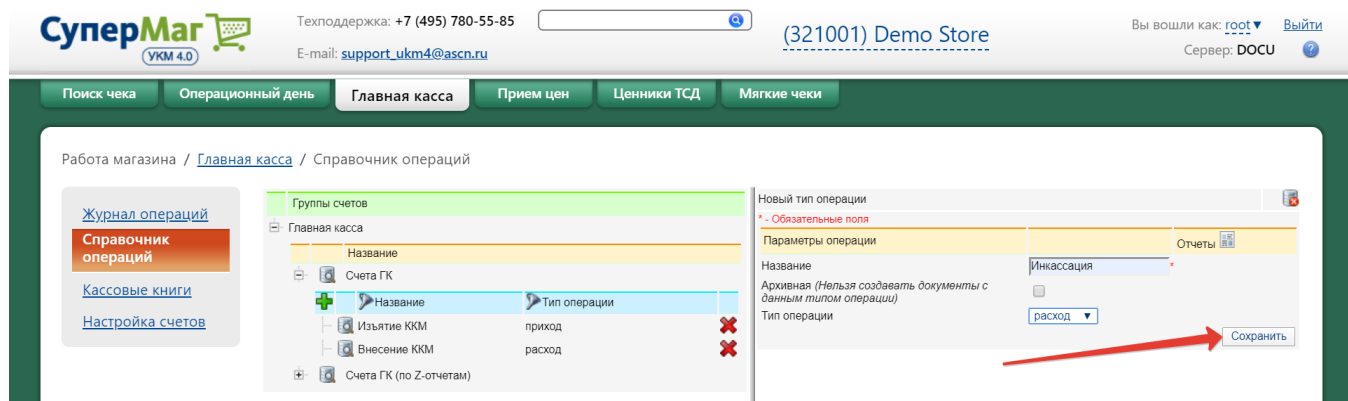 СуперМаг
УКМ 4.0
Техподдержка: +7 (495) 780-55-85
E-mail: support_ukm4@ascn.ru
(321001) Demo Store
Вы вошли как: root▼ Выйти
Сервер: DOCU ?
Поиск чека Операционный день Главная касса Прием цен Ценники ТСД Мягкие чеки
Работа магазина / Главная касса / Справочник операций
Журнал операций
Справочник операций
Кассовые книги
Настройка счетов
Группы счетов
Главная касса
Название
Счета ГК
Название Тип операции
Изъятие ККМ приход
Внесение ККМ расход
Счета ГК (по Z-отчетам)
Новый тип операции
* - Обязательные поля
Параметры операции Отчеты
Название Инкассация *
Архивная (Нельзя создавать документы с
данным типом операции)
Тип операции расход ▼
Сохранить